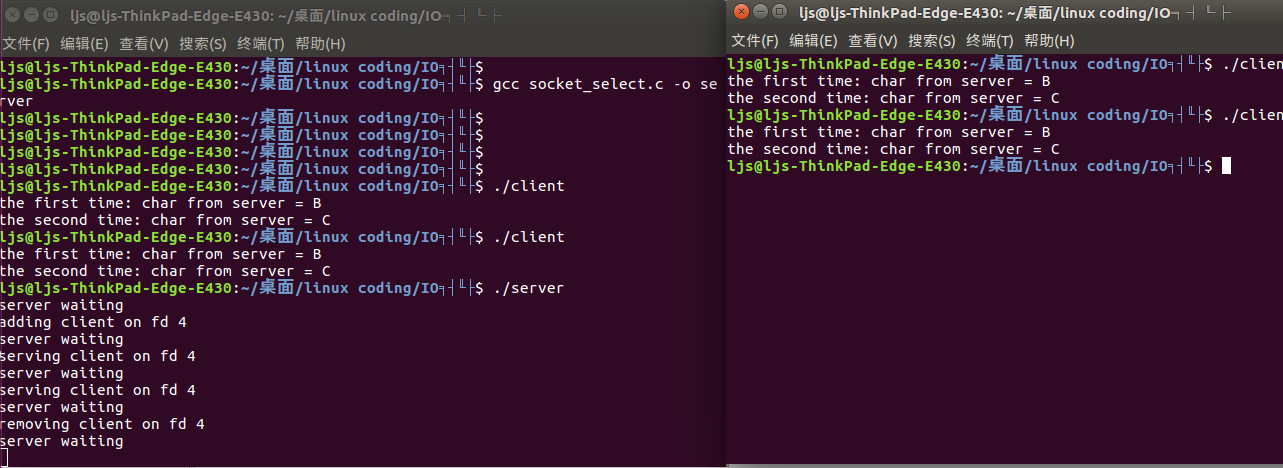 ljs@ljs-ThinkPad-Edge-E430: ~/桌面/linux coding/IO╕┤╙├
文件(F) 编辑(E) 查看(V) 搜索(S) 终端(T) 帮助(H)
ljs@ljs-ThinkPad-Edge-E430:~/桌面/linux coding/IO╕┤╙├$
ljs@ljs-ThinkPad-Edge-E430:~/桌面/linux coding/IO╕┤╙├$ gcc socket_select.c -o se
rver
ljs@ljs-ThinkPad-Edge-E430:~/桌面/linux coding/IO╕┤╙├$
ljs@ljs-ThinkPad-Edge-E430:~/桌面/linux coding/IO╕┤╙├$
ljs@ljs-ThinkPad-Edge-E430:~/桌面/linux coding/IO╕┤╙├$
ljs@ljs-ThinkPad-Edge-E430:~/桌面/linux coding/IO╕┤╙├$
ljs@ljs-ThinkPad-Edge-E430:~/桌面/linux coding/IO╕┤╙├$ ./client
the first time: char from server = B
the second time: char from server = C
ljs@ljs-ThinkPad-Edge-E430:~/桌面/linux coding/IO╕┤╙├$ ./client
the first time: char from server = B
the second time: char from server = C
ljs@ljs-ThinkPad-Edge-E430:~/桌面/linux coding/IO╕┤╙├$ ./server
server waiting
adding client on fd 4
server waiting
serving client on fd 4
server waiting
serving client on fd 4
server waiting
removing client on fd 4
server waiting
ljs@ljs-ThinkPad-Edge-E430: ~/桌面/linux coding/IO╕┤╙├
文件(F) 编辑(E) 查看(V) 搜索(S) 终端(T) 帮助(H)
ljs@ljs-ThinkPad-Edge-E430:~/桌面/linux coding/IO╕┤╙├$ ./clien
the first time: char from server = B
the second time: char from server = C
ljs@ljs-ThinkPad-Edge-E430:~/桌面/linux coding/IO╕┤╙├$ ./clien
the first time: char from server = B
the second time: char from server = C
ljs@ljs-ThinkPad-Edge-E430:~/桌面/linux coding/IO╕┤╙├$